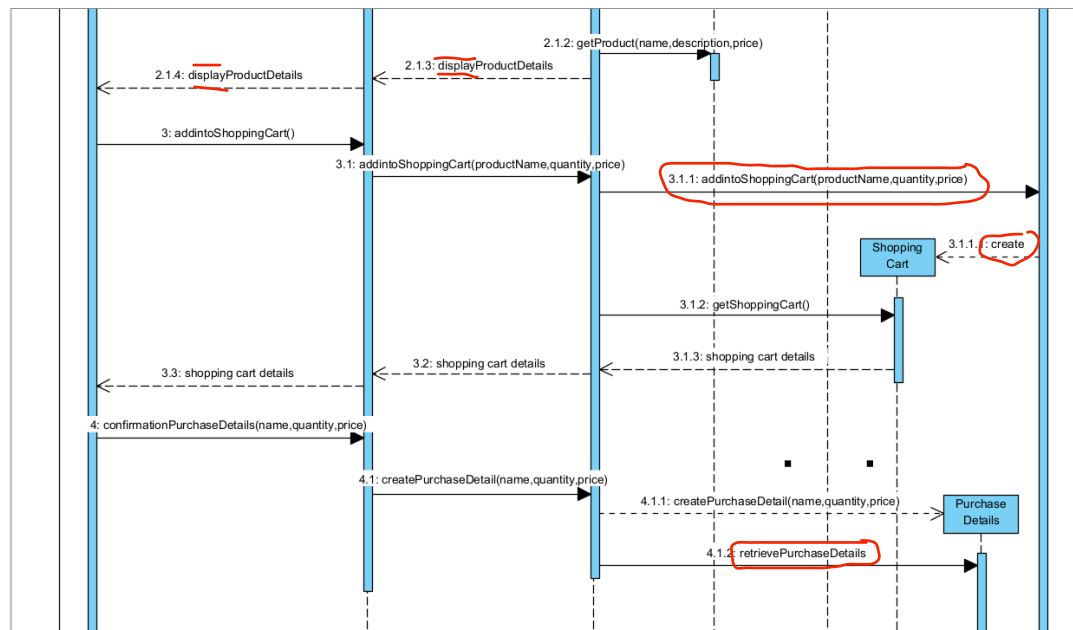 2.1.2: getProduct(name,description,price)
2.1.3: displayProductDetails
2.1.4: displayProductDetails
3: addintoShoppingCart()
3.1: addintoShoppingCart(productName,quantity,price)
3.1.1: addintoShoppingCart(productName,quantity,price)
Shopping
Cart
3.1.1.1: create
3.1.2: getShoppingCart()
3.1.3: shopping cart details
3.2: shopping cart details
3.3: shopping cart details
4: confirmationPurchaseDetails(name,quantity,price)
4.1: createPurchaseDetail(name,quantity,price)
4.1.1: createPurchaseDetail(name,quantity,price)
Purchase
Details
4.1.2: retrievePurchaseDetails